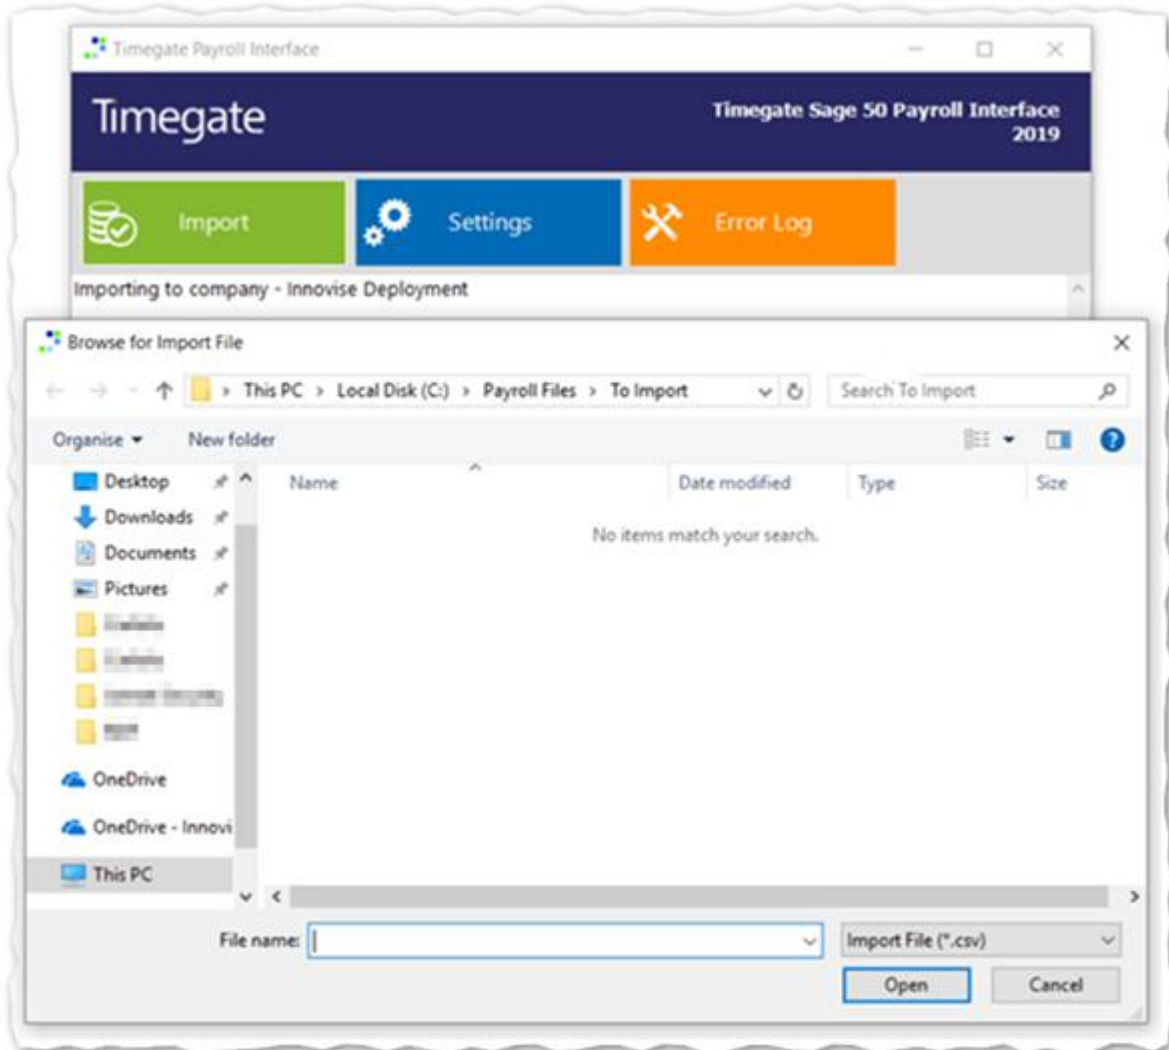 Timegate Payroll Interface
Timegate
Timegate Sage 50 Payroll Interface
2019
Import
Settings
Error Log
Importing to company - Innovise Deployment
Browse for Import File
This PC > Local Disk (C:) > Payroll Files > To Import
Search To Import
Organise
New folder
Name
Date modified
Type
Size
No items match your search.
Desktop
Downloads
Documents
Pictures
OneDrive
OneDrive - Innovi
This PC
File name:
Import File (*.csv)
Open
Cancel